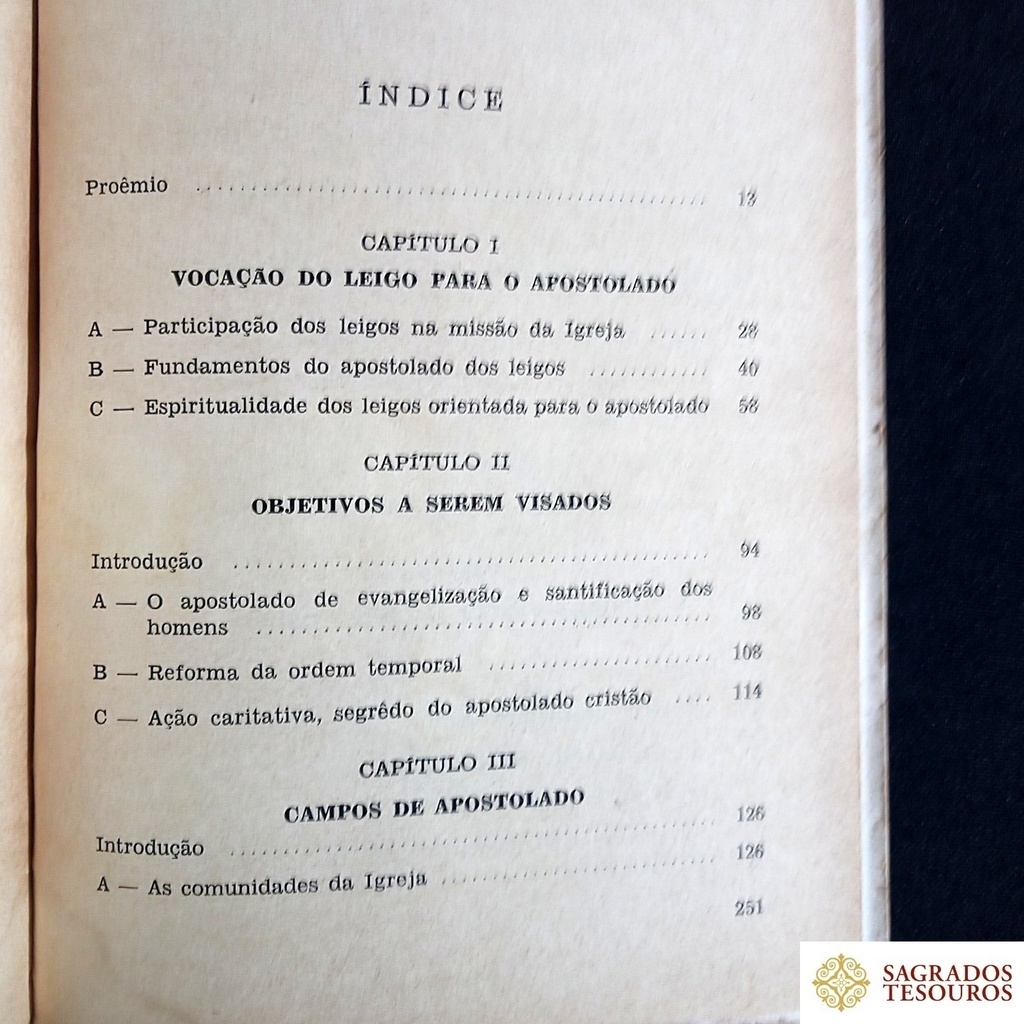 ÍNDICE
Proêmio ........................................ 13
CAPÍTULO I
VOCAÇÃO DO LEIGO PARA O APOSTOLADO
A — Participação dos leigos na missão da Igreja ...... 28
B — Fundamentos do apostolado dos leigos ............ 40
C — Espiritualidade dos leigos orientada para o apostolado 58
CAPÍTULO II
OBJETIVOS A SEREM VISADOS
Introdução ...................................... 94
A — O apostolado de evangelização e santificação dos
homens .................................... 98
B — Reforma da ordem temporal .................. 108
C — Ação caritativa, segrêdo do apostolado cristão .... 114
CAPÍTULO III
CAMPOS DE APOSTOLADO
Introdução ...................................... 126
A — As comunidades da Igreja ...................... 126
251
SAGRADOS
TESOUROS